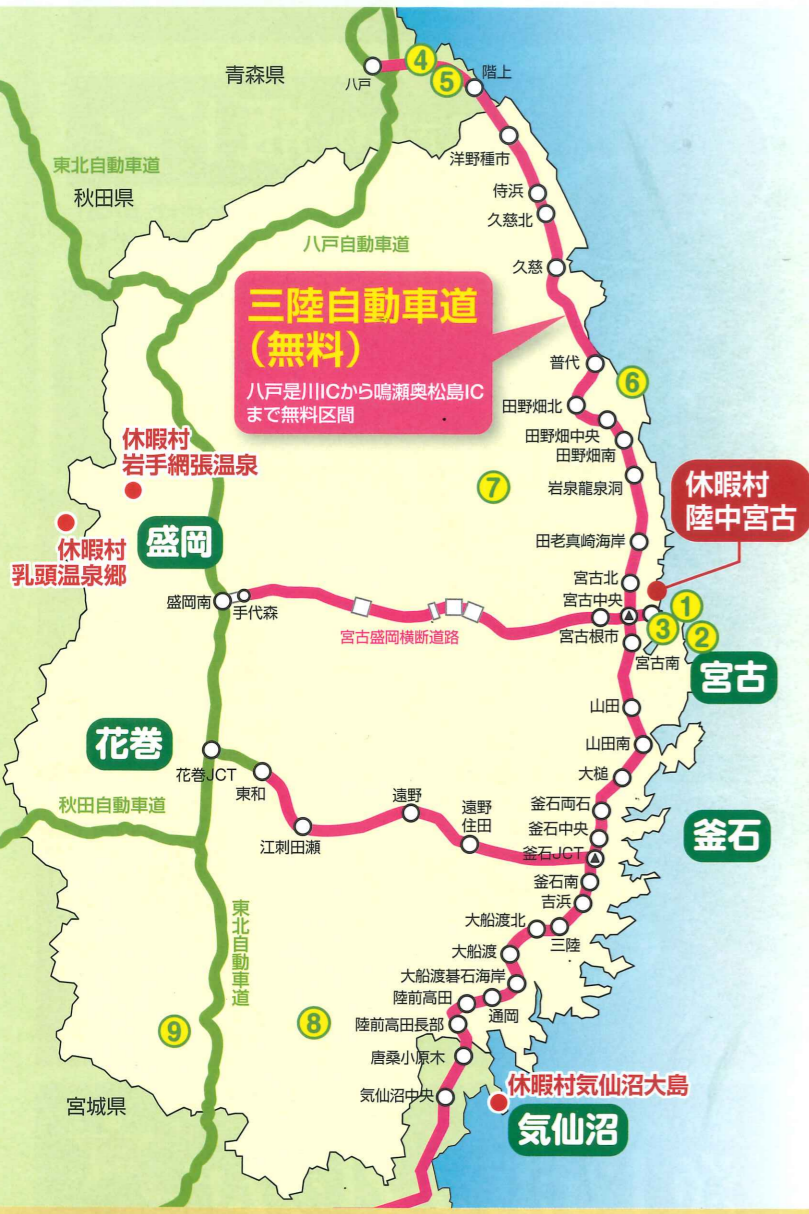 青森県
八戸
④
⑤
階上
洋野種市
東北自動車道
秋田県
侍浜
久慈北
八戸自動車道
久慈
三陸自動車道
(無料)
八戸是川ICから鳴瀬奥松島IC
まで無料区間
普代
⑥
田野畑北
田野畑中央
田野畑南
休暇村
岩手網張温泉
⑦
岩泉龍泉洞
休暇村
陸中宮古
休暇村
乳頭温泉郷
盛岡
田老真崎海岸
宮古北
盛岡南
手代森
宮古中央
①
③
②
宮古盛岡横断道路
宮古根市
宮古南
宮古
山田
花巻
山田南
花巻JCT
東和
大槌
秋田自動車道
遠野
遠野
住田
釜石両石
江刺田瀬
釜石中央
釜石
釜石JCT
釜石南
吉浜
東北自動車道
大船渡北
三陸
大船渡
大船渡碁石海岸
陸前高田
通岡
⑨
⑧
陸前高田長部
唐桑小原木
休暇村気仙沼大島
宮城県
気仙沼中央
気仙沼